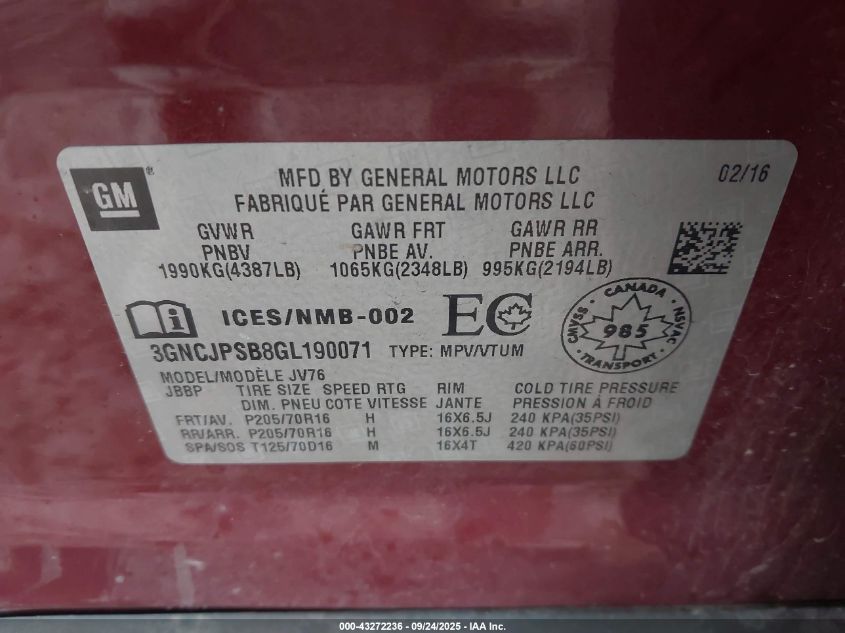 GM
®
MFD BY GENERAL MOTORS LLC
02/16
FABRIQUÉ PAR GENERAL MOTORS LLC
GVWR GAWR FRT GAWR RR
PNBV PNBE AV. PNBE ARR.
1990KG(4387LB) 1065KG(2348LB) 995KG(2194LB)
i ICES/NMB-002 EC
CANADA
CMVSS 985 NSVAC
TRANSPORT
3GNCJPSB8GL190071 TYPE: MPV/VTUM
MODEL/MODÈLE JV76
JBBP TIRE SIZE SPEED RTG RIM COLD TIRE PRESSURE
DIM. PNEU COTE VITESSE JANTE PRESSION À FROID
FRT/AV. P205/70R16 H 16X6.5J 240 KPA(35PSI)
RR/ARR. P205/70R16 H 16X6.5J 240 KPA(35PSI)
SPA/SOS T125/70D16 M 16X4T 420 KPA(60PSI)
000-43272236 - 09/24/2025 - IAA Inc.